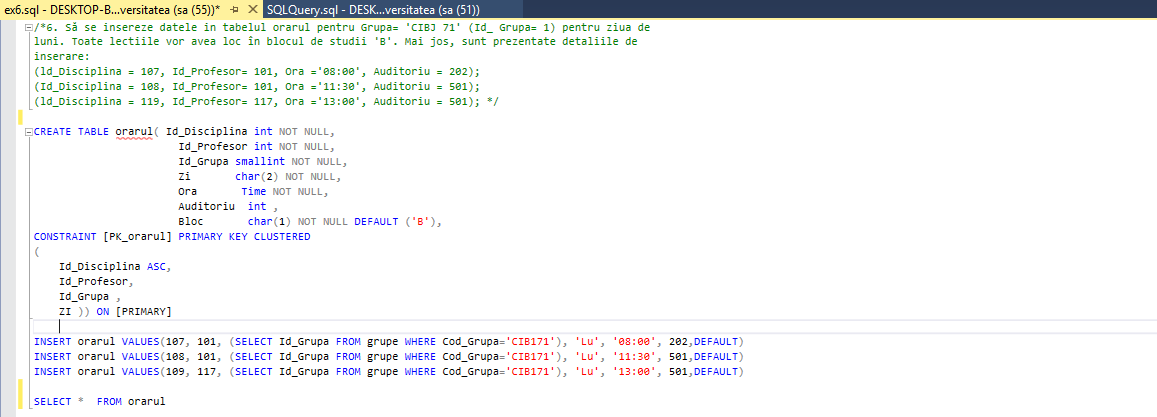 ex6.sql - DESKTOP-B...versitatea (sa (55))* SQLQuery.sql - DESK...versitatea (sa (51))
/*6. Să se insereze datele in tabelul orarul pentru Grupa= 'CIBJ 71' (Id_ Grupa= 1) pentru ziua de
luni. Toate lectiile vor avea loc în blocul de studii 'B'. Mai jos, sunt prezentate detaliile de
inserare:
(ld_Disciplina = 107, Id_Profesor= 101, Ora ='08:00', Auditoriu = 202);
(Id_Disciplina = 108, Id_Profesor= 101, Ora ='11:30', Auditoriu = 501);
(ld_Disciplina = 119, Id_Profesor= 117, Ora ='13:00', Auditoriu = 501); */
CREATE TABLE orarul( Id_Disciplina int NOT NULL,
Id_Profesor int NOT NULL,
Id_Grupa smallint NOT NULL,
Zi char(2) NOT NULL,
Ora Time NOT NULL,
Auditoriu int ,
Bloc char(1) NOT NULL DEFAULT ('B'),
CONSTRAINT [PK_orarul] PRIMARY KEY CLUSTERED
(
Id_Disciplina ASC,
Id_Profesor,
Id_Grupa ,
ZI )) ON [PRIMARY]
INSERT orarul VALUES(107, 101, (SELECT Id_Grupa FROM grupe WHERE Cod_Grupa='CIB171'), 'Lu', '08:00', 202,DEFAULT)
INSERT orarul VALUES(108, 101, (SELECT Id_Grupa FROM grupe WHERE Cod_Grupa='CIB171'), 'Lu', '11:30', 501,DEFAULT)
INSERT orarul VALUES(109, 117, (SELECT Id_Grupa FROM grupe WHERE Cod_Grupa='CIB171'), 'Lu', '13:00', 501,DEFAULT)
SELECT * FROM orarul